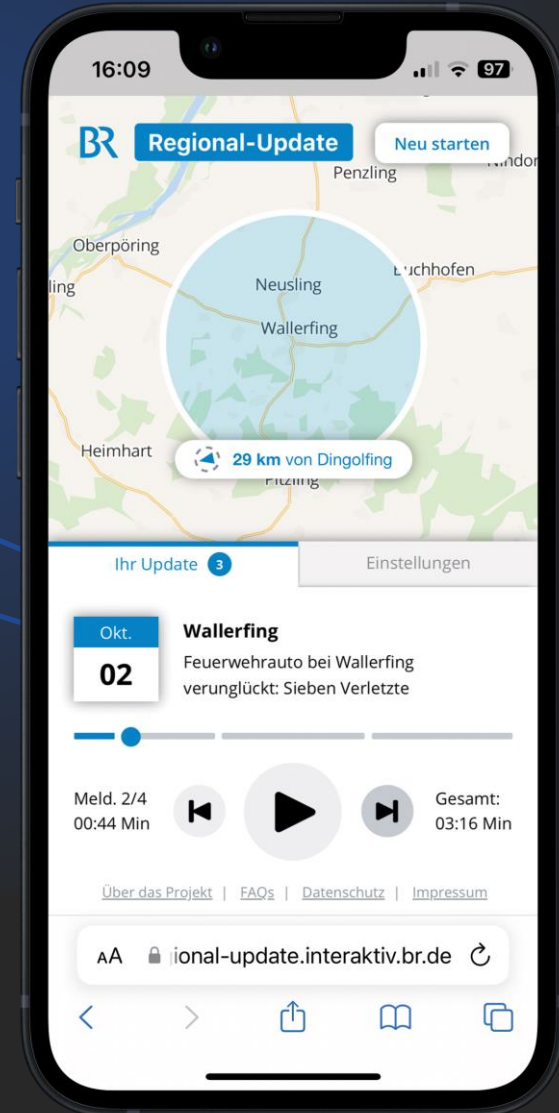 16:09
97
BR Regional-Update
Neu starten
Penzling
Oberpöring
ling
Neusling
Wallerfing
Heimhart
29 km von Dingolfing
Ihr Update 3
Einstellungen
Okt.
02
Wallerfing
Feuerwehrauto bei Wallerfing
verunglückt: Sieben Verletzte
Meld. 2/4
00:44 Min
Gesamt:
03:16 Min
Über das Projekt | FAQs | Datenschutz | Impressum
AA ional-update.interaktiv.br.de